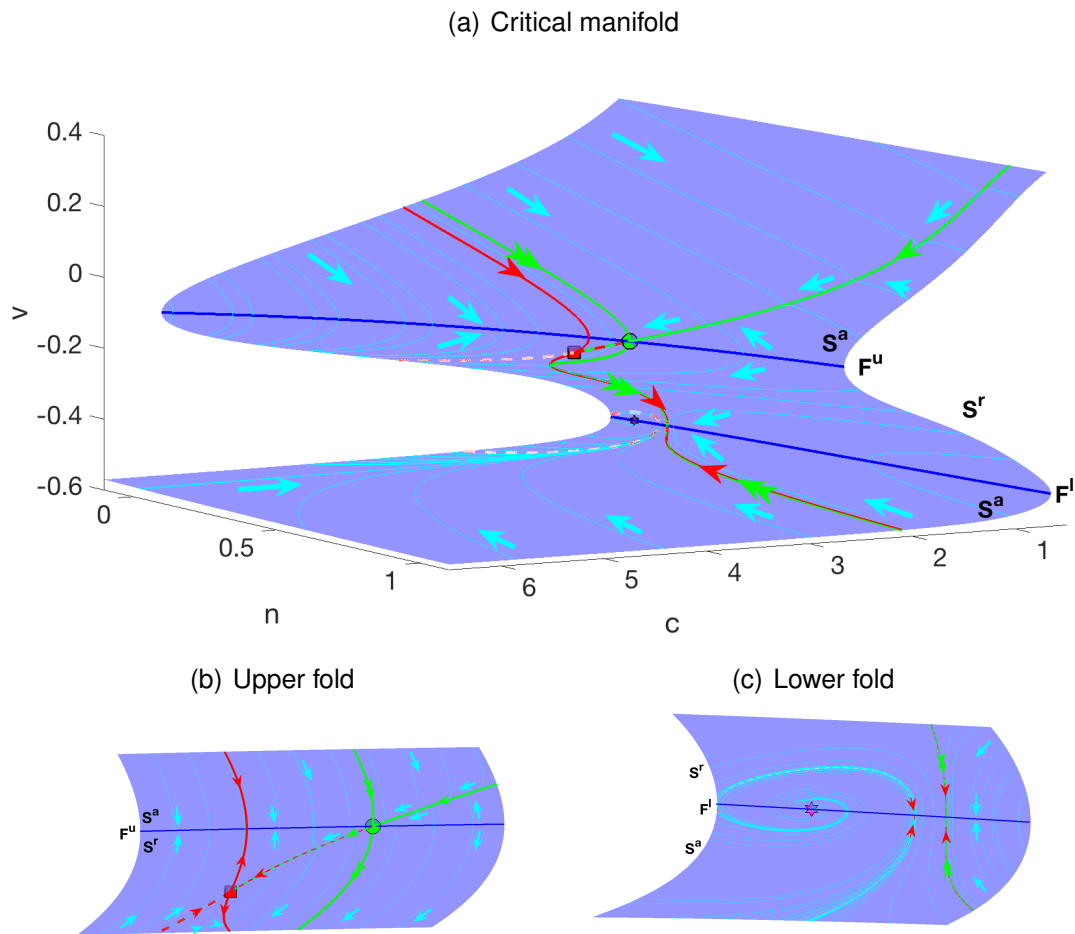 (a) Critical manifold
0.4
0.2
0
-0.2
-0.4
-0.6
v
S^a
F^u
S^r
S^a
F^l
0
0.5
1
n
6
5
4
3
2
1
c
(b) Upper fold
(c) Lower fold
S^a
F^u
S^r
S^r
F^l
S^a